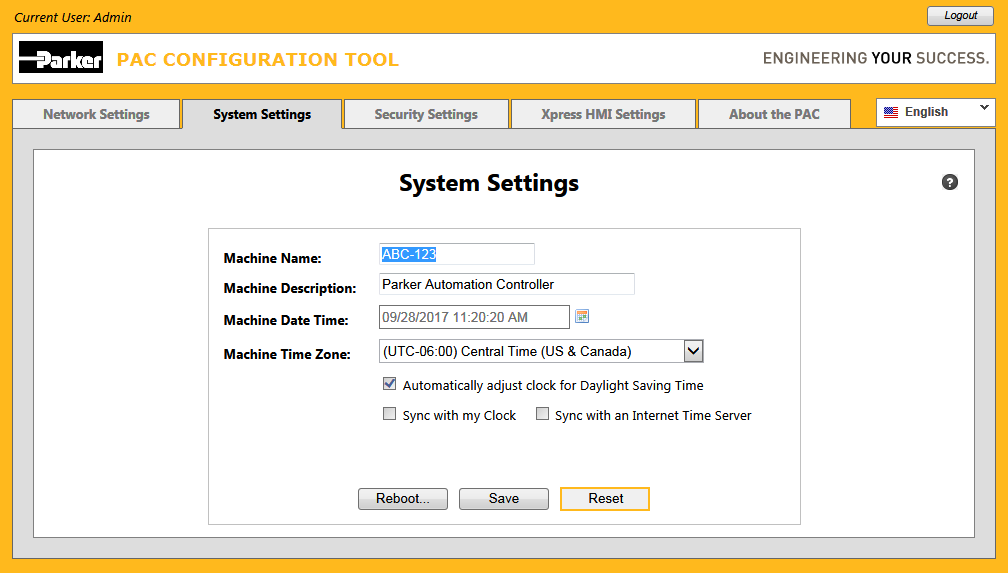 Current User: Admin
Logout
Parker
PAC CONFIGURATION TOOL
ENGINEERING YOUR SUCCESS.
Network Settings
System Settings
Security Settings
Xpress HMI Settings
About the PAC
English
System Settings
?
Machine Name: ABC-123
Machine Description: Parker Automation Controller
Machine Date Time: 09/28/2017 11:20:20 AM
Machine Time Zone: (UTC-06:00) Central Time (US & Canada)
Automatically adjust clock for Daylight Saving Time
Sync with my Clock
Sync with an Internet Time Server
Reboot...
Save
Reset